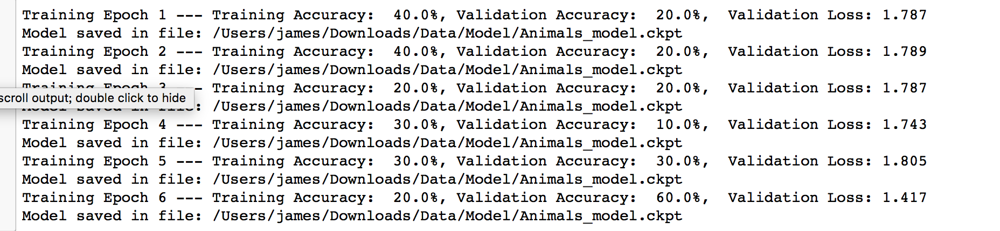 Training Epoch 1 --- Training Accuracy:  40.0%, Validation Accuracy:  20.0%,  Validation Loss: 1.787
Model saved in file: /Users/james/Downloads/Data/Model/Animals_model.ckpt
Training Epoch 2 --- Training Accuracy:  40.0%, Validation Accuracy:  20.0%,  Validation Loss: 1.789
Model saved in file: /Users/james/Downloads/Data/Model/Animals_model.ckpt
Training Epoch 3 --- Training Accuracy:  20.0%, Validation Accuracy:  20.0%,  Validation Loss: 1.787
scroll output; double click to hide
Model saved in file: /Users/james/Downloads/Data/Model/Animals_model.ckpt
Training Epoch 4 --- Training Accuracy:  30.0%, Validation Accuracy:  10.0%,  Validation Loss: 1.743
Model saved in file: /Users/james/Downloads/Data/Model/Animals_model.ckpt
Training Epoch 5 --- Training Accuracy:  30.0%, Validation Accuracy:  30.0%,  Validation Loss: 1.805
Model saved in file: /Users/james/Downloads/Data/Model/Animals_model.ckpt
Training Epoch 6 --- Training Accuracy:  20.0%, Validation Accuracy:  60.0%,  Validation Loss: 1.417
Model saved in file: /Users/james/Downloads/Data/Model/Animals_model.ckpt